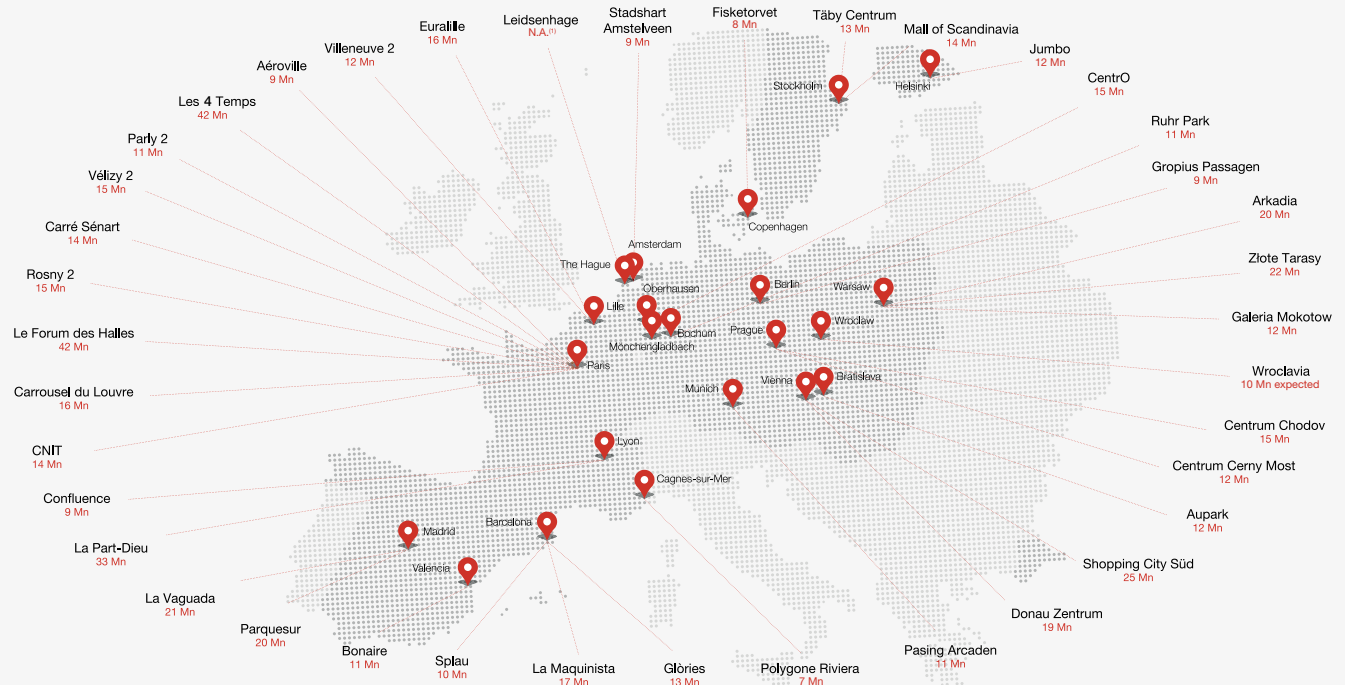 Stadshart
Amstelveen
9 Mn
Fisketorvet
8 Mn
Täby Centrum
13 Mn
Leidsenhage
N.A.(1)
Euralille
16 Mn
Mall of Scandinavia
14 Mn
Villeneuve 2
12 Mn
Jumbo
12 Mn
Aéroville
9 Mn
CentrO
15 Mn
Les 4 Temps
42 Mn
Ruhr Park
11 Mn
Parly 2
11 Mn
Gropius Passagen
9 Mn
Vélizy 2
15 Mn
Arkadia
20 Mn
Carré Sénart
14 Mn
Złote Tarasy
22 Mn
Rosny 2
15 Mn
Galeria Mokotow
12 Mn
Le Forum des Halles
42 Mn
Wroclavia
10 Mn expected
Carrousel du Louvre
16 Mn
Centrum Chodov
15 Mn
CNIT
14 Mn
Centrum Cerny Most
12 Mn
Confluence
9 Mn
Aupark
12 Mn
La Part-Dieu
33 Mn
Shopping City Süd
25 Mn
La Vaguada
21 Mn
Donau Zentrum
19 Mn
Parquesur
20 Mn
Bonaire
11 Mn
Splau
10 Mn
La Maquinista
17 Mn
Glòries
13 Mn
Polygone Riviera
7 Mn
Pasing Arcaden
11 Mn
Stockholm
Helsinki
Copenhagen
Amsterdam
The Hague
Oberhausen
Berlin
Warsaw
Lille
Bochum
Prague
Wroclaw
Mönchengladbach
Paris
Munich
Vienna
Bratislava
Lyon
Cagnes-sur-Mer
Barcelona
Madrid
Valencia